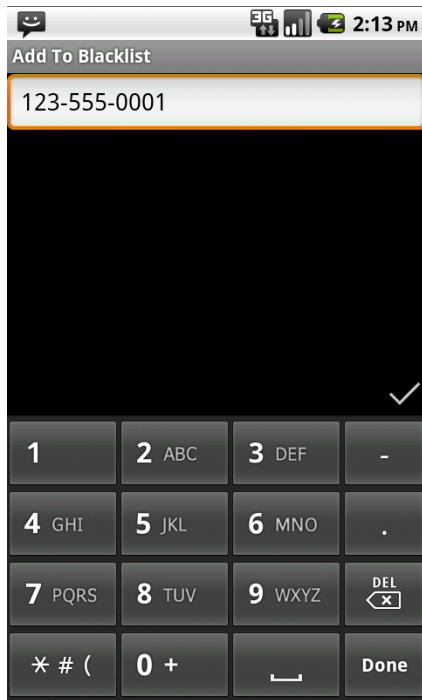 3G 2:13 PM
Add To Blacklist
123-555-0001
1 2 ABC 3 DEF -
4 GHI 5 JKL 6 MNO .
7 PQRS 8 TUV 9 WXYZ DEL
* # ( 0 + Done